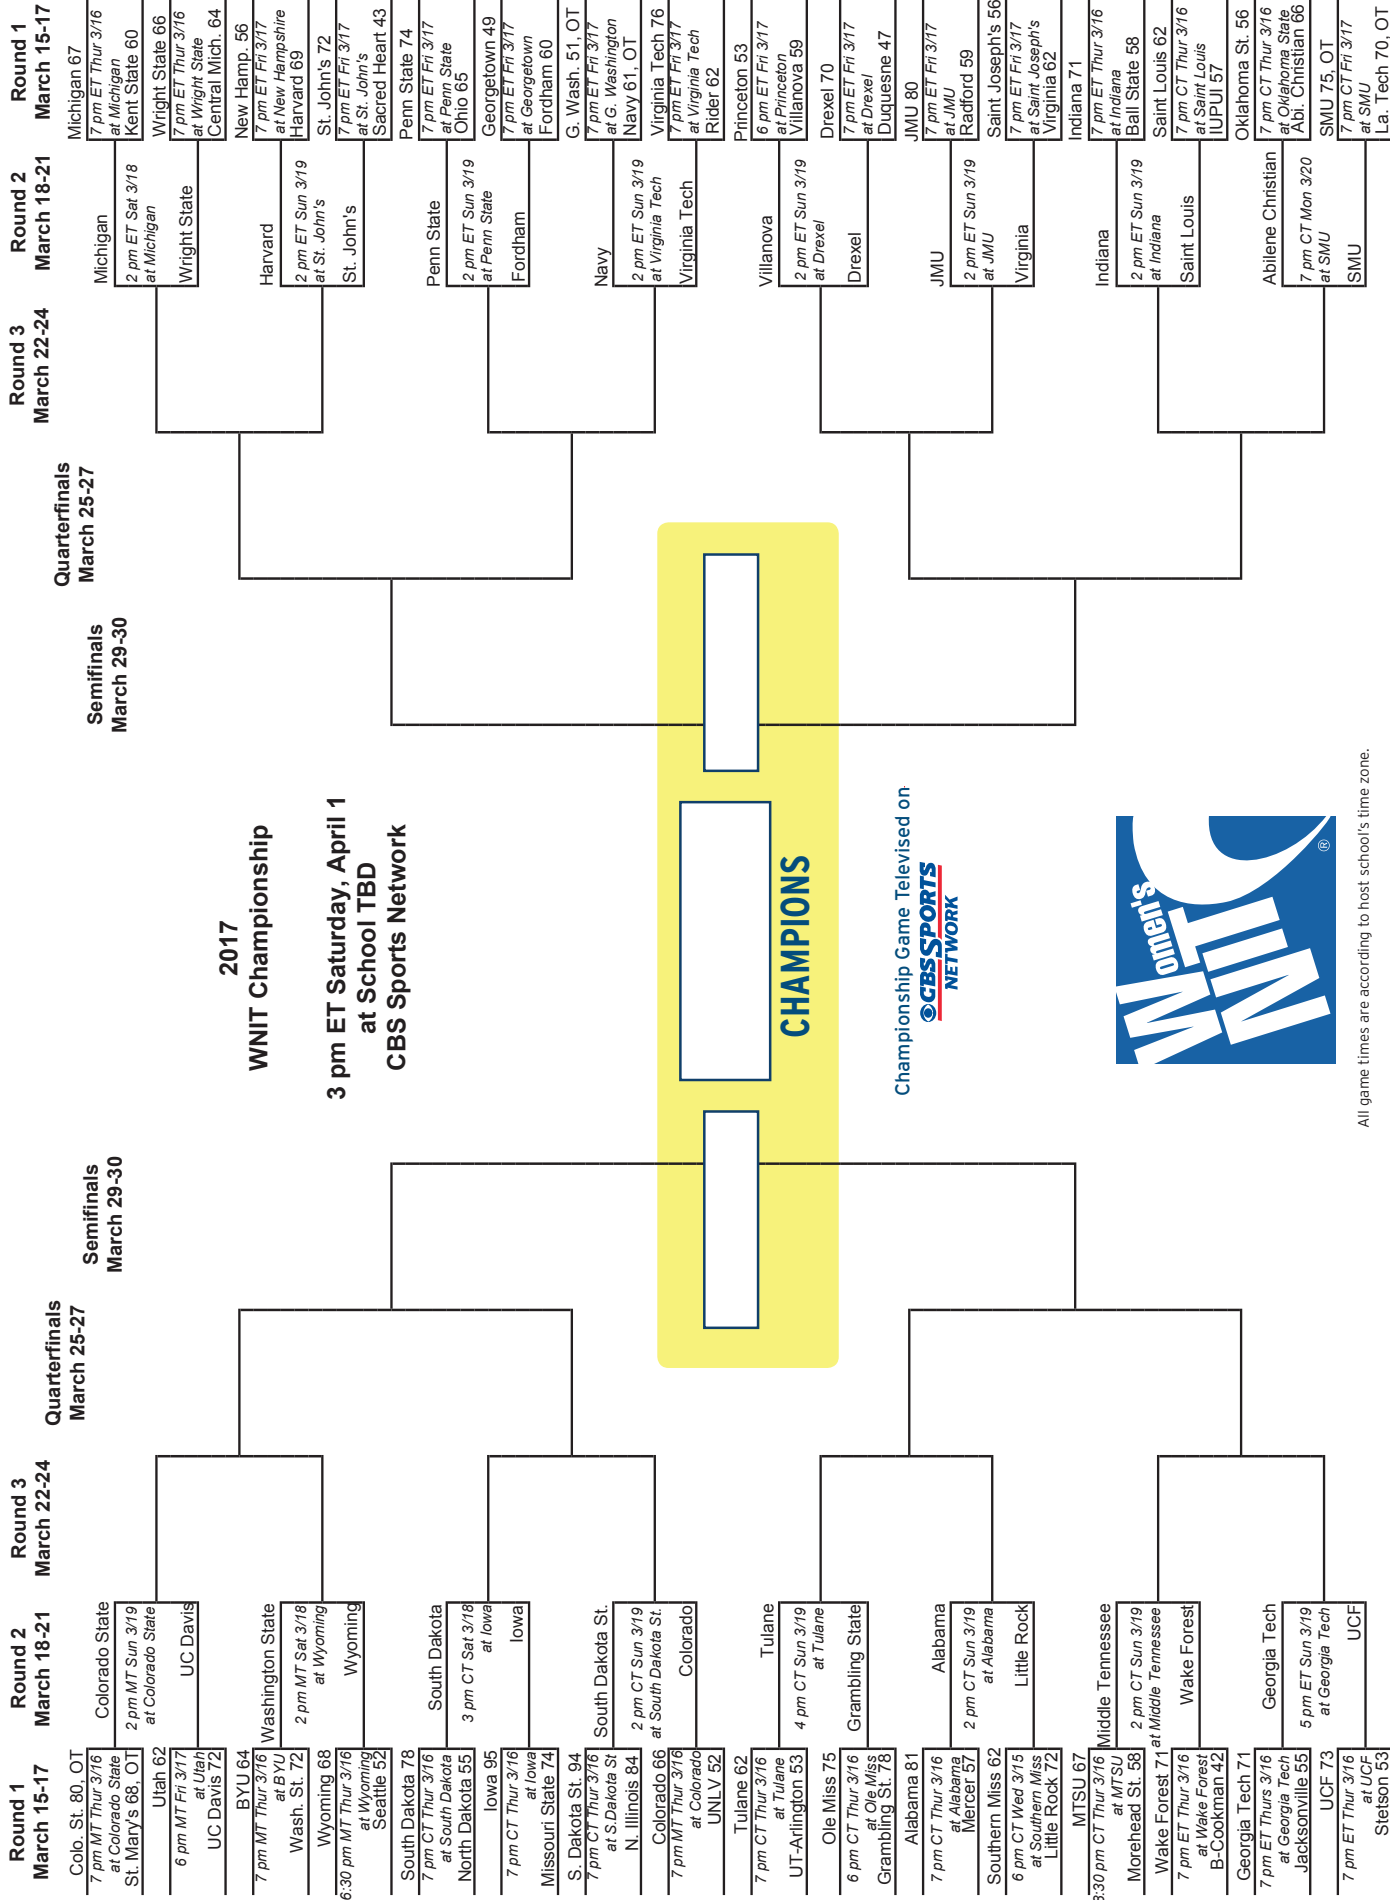 Round 1
March 15-17
Round 2
March 18-21
Round 3
March 22-24
Quarterfinals
March 25-27
Semifinals
March 29-30
Semifinals
March 29-30
Quarterfinals
March 25-27
Round 3
March 22-24
Round 2
March 18-21
Round 1
March 15-17
Colo. St. 80, OT
7 pm MT Thur 3/16
at Colorado State
St. Mary's 68, OT
Utah 62
6 pm MT Fri 3/17
at Utah
UC Davis 72
BYU 64
7 pm MT Thur 3/16
at BYU
Wash. St. 72
Wyoming 68
6:30 pm MT Thur 3/16
at Wyoming
Seattle 52
South Dakota 78
7 pm CT Thur 3/16
at South Dakota
North Dakota 55
Iowa 95
7 pm CT Thur 3/16
at Iowa
Missouri State 74
S. Dakota St. 94
7 pm CT Thur 3/16
at S.Dakota St
N. Illinois 84
Colorado 66
7 pm MT Thur 3/16
at Colorado
UNLV 52
Tulane 62
7 pm CT Thur 3/16
at Tulane
UT-Arlington 53
Ole Miss 75
6 pm CT Thur 3/16
at Ole Miss
Grambling St. 78
Alabama 81
7 pm CT Thur 3/16
at Alabama
Mercer 57
Southern Miss 62
6 pm CT Wed 3/15
at Southern Miss
Little Rock 72
MTSU 67
:30 pm CT Thur 3/16
at MTSU
Morehead St. 58
Wake Forest 71
7 pm ET Thur 3/16
at Wake Forest
B-Cookman 42
Georgia Tech 71
7 pm ET Thurs 3/16
at Georgia Tech
Jacksonville 55
UCF 73
7 pm ET Thur 3/16
at UCF
Stetson 53
Colorado State
2 pm MT Sun 3/19
at Colorado State
UC Davis
Washington State
2 pm MT Sat 3/18
at Wyoming
Wyoming
South Dakota
3 pm CT Sat 3/18
at Iowa
Iowa
South Dakota St.
2 pm CT Sun 3/19
at South Dakota St.
Colorado
Tulane
4 pm CT Sun 3/19
at Tulane
Grambling State
Alabama
2 pm CT Sun 3/19
at Alabama
Little Rock
Middle Tennessee
2 pm CT Sun 3/19
at Middle Tennessee
Wake Forest
Georgia Tech
5 pm ET Sun 3/19
at Georgia Tech
UCF
2017
WNIT Championship
3 pm ET Saturday, April 1
at School TBD
CBS Sports Network
CHAMPIONS
Championship Game Televised on
CBS SPORTS
NETWORK
Women's
NIT
®
All game times are according to host school's time zone.
Michigan
2 pm ET Sat 3/18
at Michigan
Wright State
Harvard
2 pm ET Sun 3/19
at St. John's
St. John's
Penn State
2 pm ET Sun 3/19
at Penn State
Fordham
Navy
2 pm ET Sun 3/19
at Virginia Tech
Virginia Tech
Villanova
2 pm ET Sun 3/19
at Drexel
Drexel
JMU
2 pm ET Sun 3/19
at JMU
Virginia
Indiana
2 pm ET Sun 3/19
at Indiana
Saint Louis
Abilene Christian
7 pm CT Mon 3/20
at SMU
SMU
Michigan 67
7 pm ET Thur 3/16
at Michigan
Kent State 60
Wright State 66
7 pm ET Thur 3/16
at Wright State
Central Mich. 64
New Hamp. 56
7 pm ET Fri 3/17
at New Hampshire
Harvard 69
St. John's 72
7 pm ET Fri 3/17
at St. John's
Sacred Heart 43
Penn State 74
7 pm ET Fri 3/17
at Penn State
Ohio 65
Georgetown 49
7 pm ET Fri 3/17
at Georgetown
Fordham 60
G. Wash. 51, OT
7 pm ET Fri 3/17
at G. Washington
Navy 61, OT
Virginia Tech 76
7 pm ET Fri 3/17
at Virginia Tech
Rider 62
Princeton 53
6 pm ET Fri 3/17
at Princeton
Villanova 59
Drexel 70
7 pm ET Fri 3/17
at Drexel
Duquesne 47
JMU 80
7 pm ET Fri 3/17
at JMU
Radford 59
Saint Joseph's 56
7 pm ET Fri 3/17
at Saint Joseph's
Virginia 62
Indiana 71
7 pm ET Thur 3/16
at Indiana
Ball State 58
Saint Louis 62
7 pm CT Thur 3/16
at Saint Louis
IUPUI 57
Oklahoma St. 56
7 pm CT Thur 3/16
at Oklahoma State
Abi. Christian 66
SMU 75, OT
7 pm CT Fri 3/17
at SMU
La. Tech 70, OT